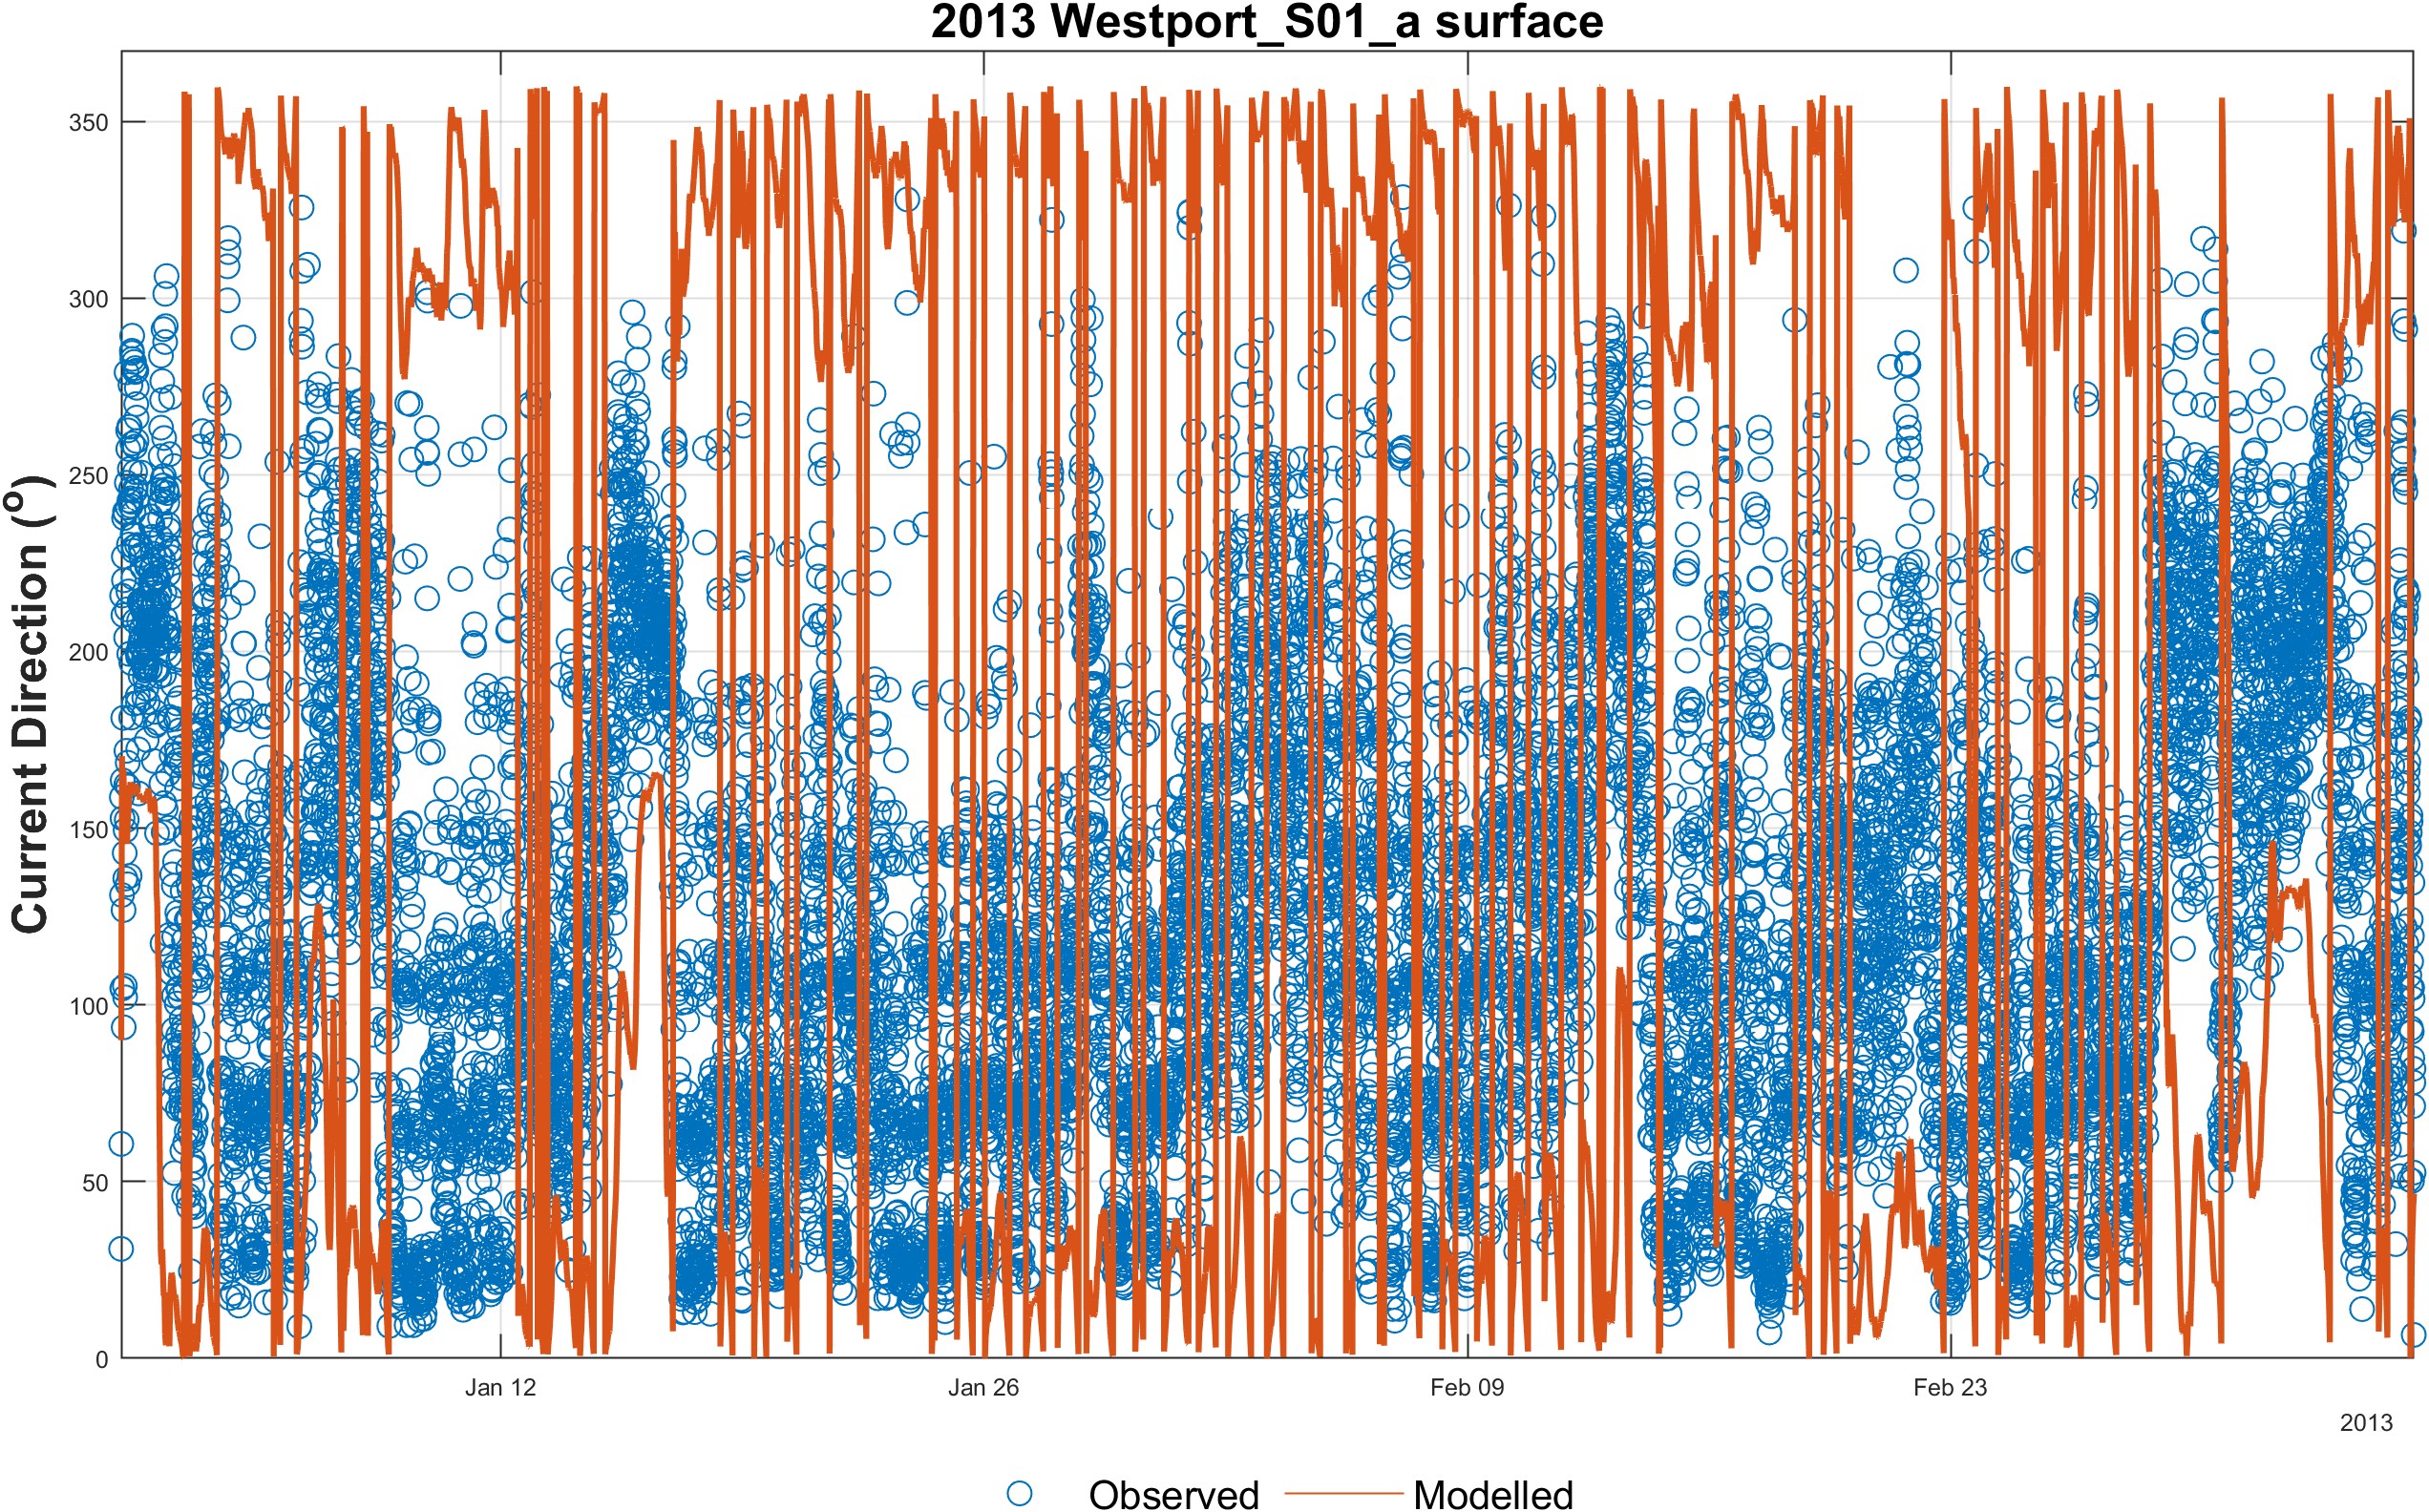 2013 Westport_S01_a surface
Current Direction (o)
350
300
250
200
150
100
50
0
Jan 12 Jan 26 Feb 09 Feb 23
2013
Observed Modelled